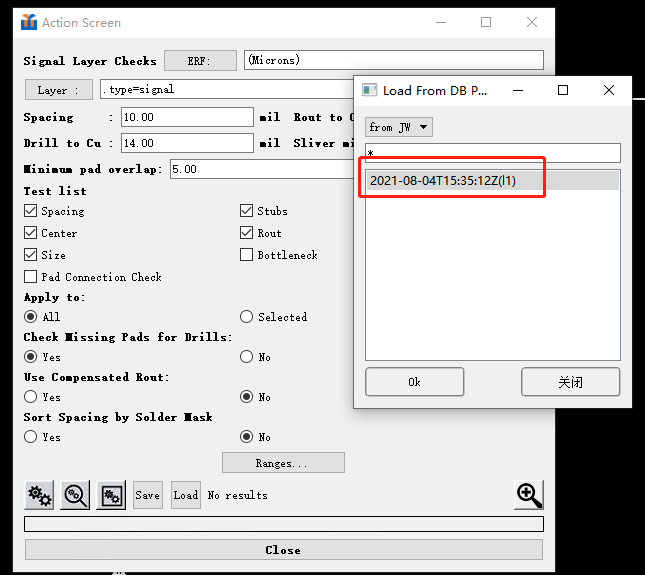 Action Screen
Signal Layer Checks ERF: (Microns)
Layer : .type=signal
Spacing : 10.00 mil Rout to
Drill to Cu : 14.00 mil Sliver mi
Minimum pad overlap: 5.00
Test list
Spacing Stubs
Center Rout
Size Bottleneck
Pad Connection Check
Apply to:
All Selected
Check Missing Pads for Drills:
Yes No
Use Compensated Rout:
Yes No
Sort Spacing by Solder Mask
Yes No
Ranges...
Save Load No results
Close
Load From DB P...
from JW
*
2021-08-04T15:35:12Z(l1)
Ok 关闭